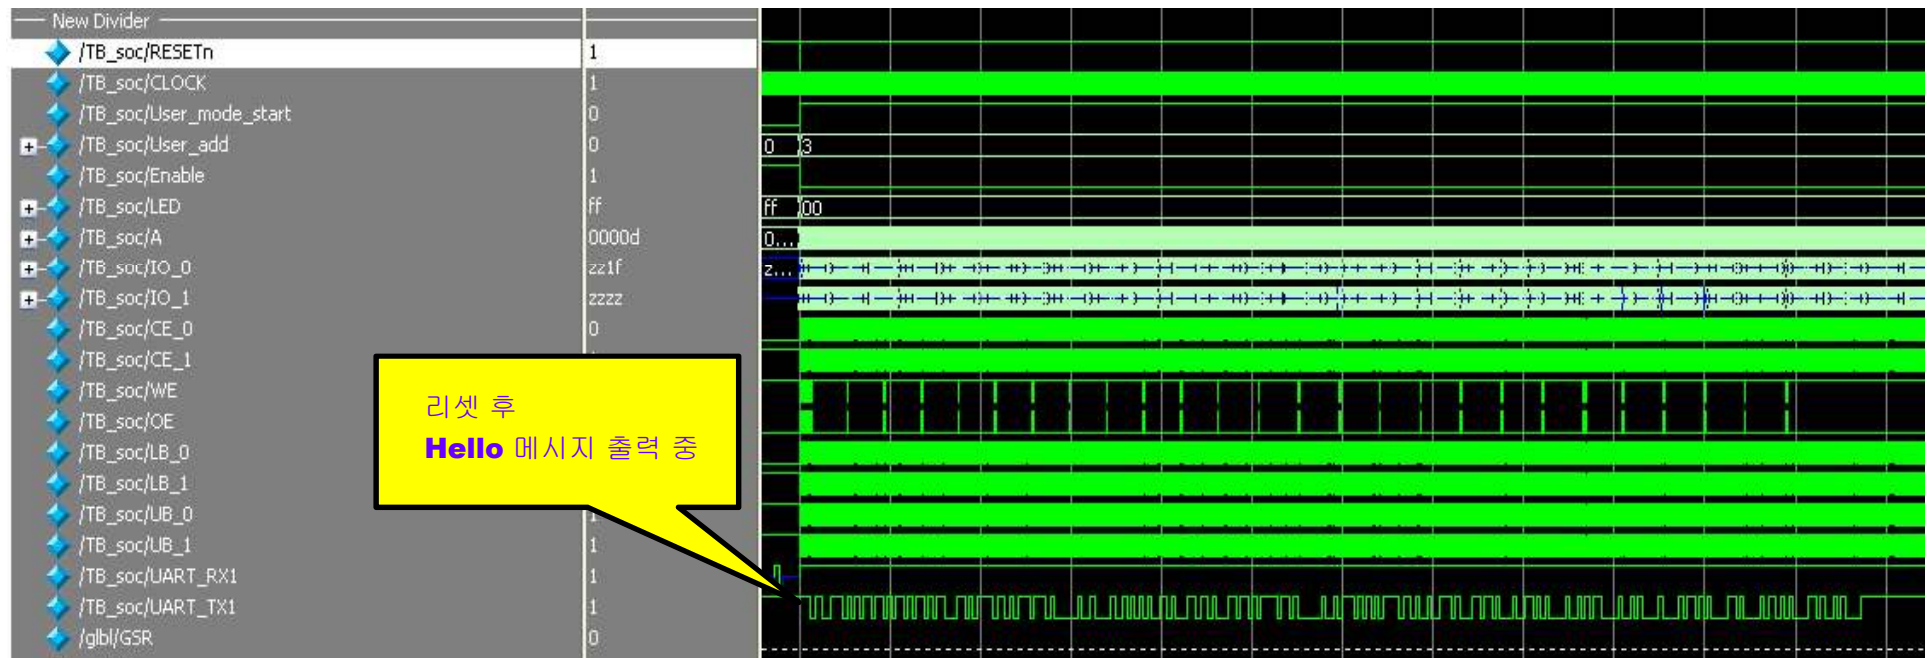 New Divider
/TB_soc/RESETn 1
/TB_soc/CLOCK 1
/TB_soc/User_mode_start 0
/TB_soc/User_add 0 0 3
/TB_soc/Enable 1
/TB_soc/LED ff ff 00
/TB_soc/A 0000d 0...
/TB_soc/IO_0 zz1f z...
/TB_soc/IO_1 zzzz
/TB_soc/CE_0 0
/TB_soc/CE_1
/TB_soc/WE
리셋 후
/TB_soc/OE
Hello 메시지 출력 중
/TB_soc/LB_0
/TB_soc/LB_1
/TB_soc/UB_0
/TB_soc/UB_1 1
/TB_soc/UART_RX1 1
/TB_soc/UART_TX1 1
/glbl/GSR 0